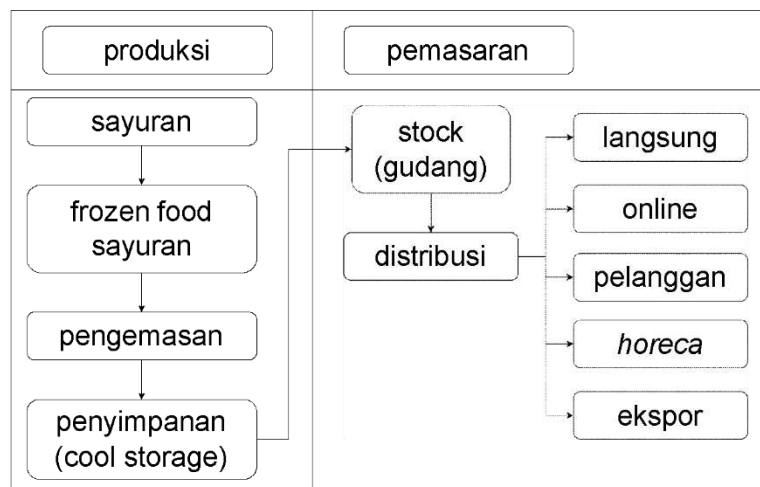 produksi
pemasaran
sayuran
frozen food
sayuran
pengemasan
penyimpanan
(cool storage)
stock
(gudang)
distribusi
langsung
online
pelanggan
horeca
ekspor